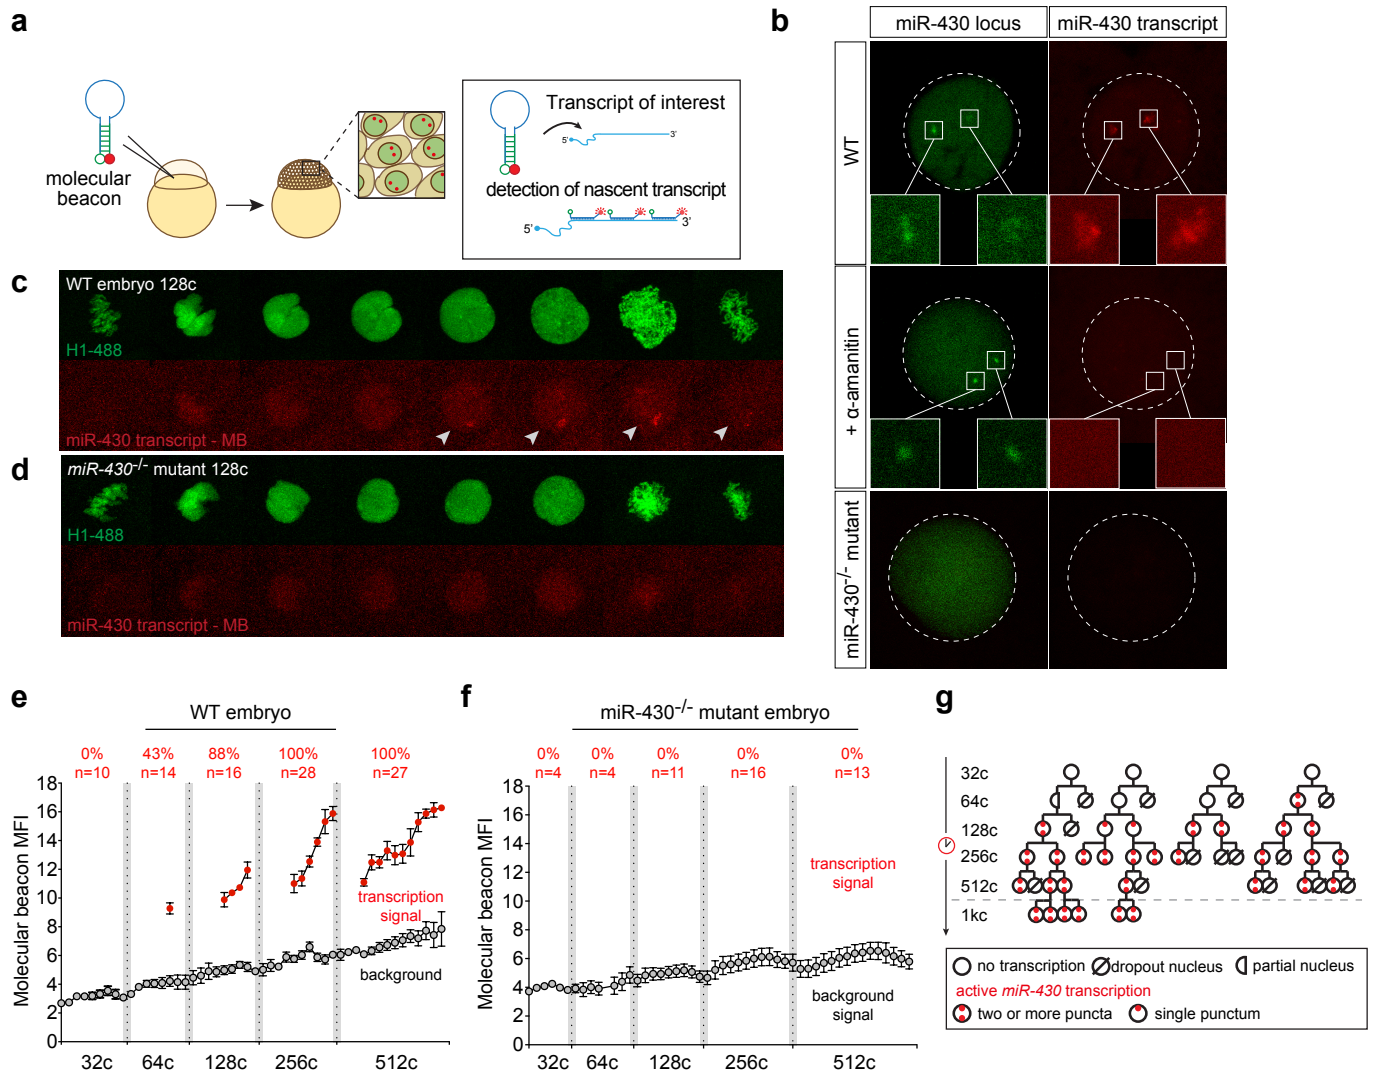 a
molecular
beacon
Transcript of interest
5'
3'
detection of nascent transcript
5'
3'
b
miR-430 locus
miR-430 transcript
WT
+ α-amanitin
miR-430-/- mutant
c
WT embryo 128c
H1-488
miR-430 transcript - MB
d
miR-430-/- mutant 128c
H1-488
miR-430 transcript - MB
e
WT embryo
0% 43% 88% 100% 100%
n=10 n=14 n=16 n=28 n=27
Molecular beacon MFI
18
16
14
12
10
8
6
4
2
0
transcription
signal
background
32c 64c 128c 256c 512c
f
miR-430-/- mutant embryo
0% 0% 0% 0% 0%
n=4 n=4 n=11 n=16 n=13
Molecular beacon MFI
18
16
14
12
10
8
6
4
2
0
transcription
signal
background
signal
32c 64c 128c 256c 512c
g
32c
64c
128c
256c
512c
1kc
no transcription
dropout nucleus
partial nucleus
active miR-430 transcription
two or more puncta
single punctum